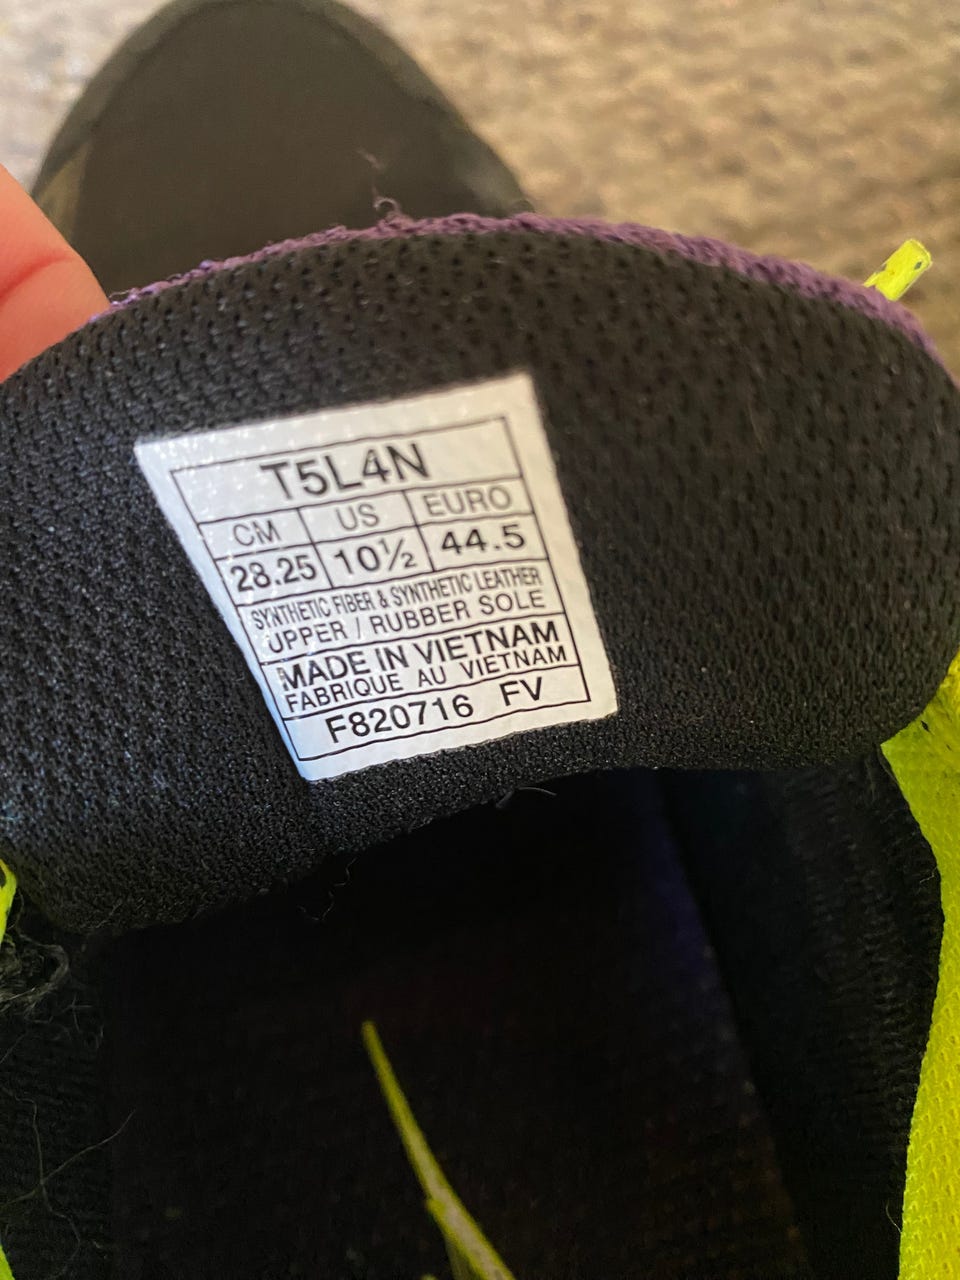 T5L4N
CM US EURO
28.25 10½ 44.5
SYNTHETIC FIBER & SYNTHETIC LEATHER
UPPER / RUBBER SOLE
MADE IN VIETNAM
FABRIQUE AU VIETNAM
F820716 FV